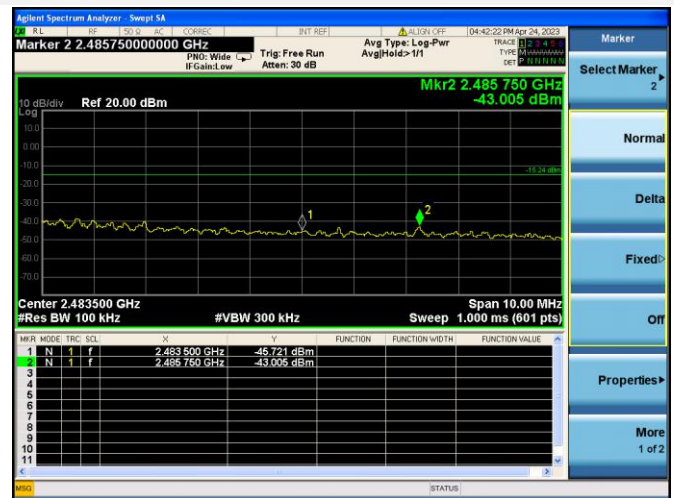 Agilent Spectrum Analyzer - Swept SA
RL RF 50 Ω AC CORREC INT REF ALIGN OFF 04:42:22 PM Apr 24, 2023
Marker 2 2.485750000000 GHz
PNO: Wide
IFGain:Low
Trig: Free Run
Atten: 30 dB
Avg Type: Log-Pwr
Avg|Hold>1/1
TRACE 1 2 3 4 5 6
TYPE M
DET P N N N N N
Mkr2 2.485 750 GHz
-43.005 dBm
10 dB/div Ref 20.00 dBm
Log
10.0
0.00
-10.0
-15.24 dBm
-20.0
-30.0
-40.0
-50.0
-60.0
-70.0
1
2
Center 2.483500 GHz Span 10.00 MHz
#Res BW 100 kHz #VBW 300 kHz Sweep 1.000 ms (601 pts)
MKR MODE TRC SCL X Y FUNCTION FUNCTION WIDTH FUNCTION VALUE
1 N 1 f 2.483 500 GHz -45.721 dBm
2 N 1 f 2.485 750 GHz -43.005 dBm
3
4
5
6
7
8
9
10
11
MSG STATUS
Marker
Select Marker
2
Normal
Delta
Fixed
Off
Properties
More
1 of 2